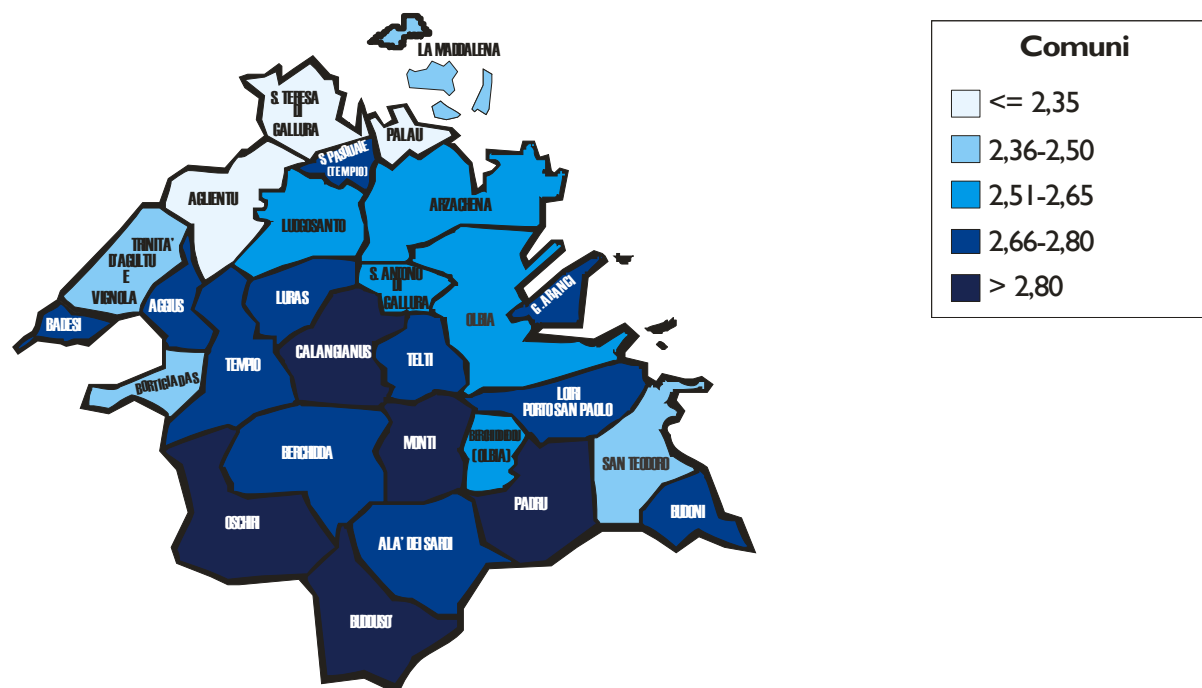 LA MADDALENA
S. TERESA
DI
GALLURA
PALAU
S. PASQUALE
(TEMPIO)
AGLIENTU
ARZACHENA
LUOGOSANTO
TRINITA'
D'AGULTU
E
VIGNOLA
S. ANTONIO
DI
GALLURA
G. ARANCI
LURAS
AGGIUS
OLBIA
BADESI
CALANGIANUS
TELTI
TEMPIO
BORTIGIADAS
LOIRI
PORTO SAN PAOLO
MONTI
(OLBIA)
BERCHIDDA
SAN TEODORO
PADRU
BUDONI
OSCHIRI
ALA' DEI SARDI
BUDDUSO'
Comuni
<= 2,35
2,36-2,50
2,51-2,65
2,66-2,80
> 2,80